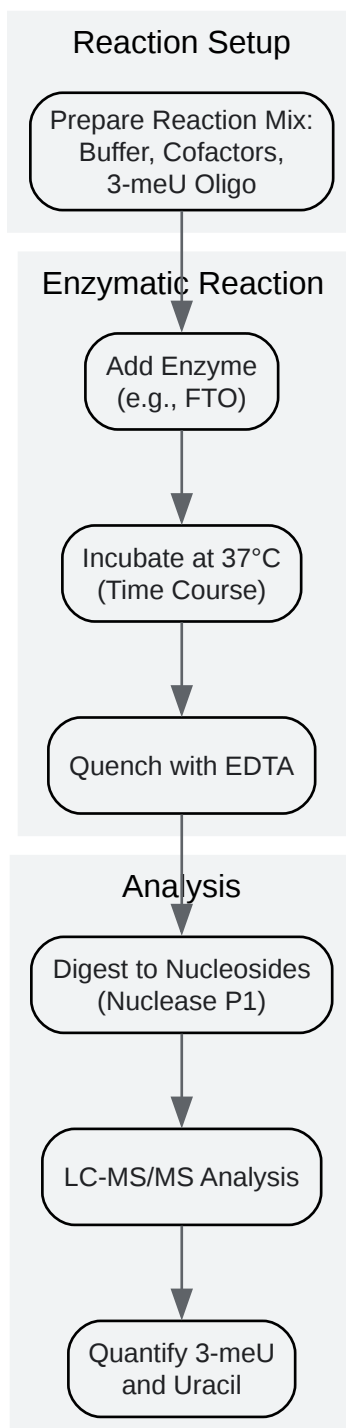 Reaction Setup
Prepare Reaction Mix:
Buffer, Cofactors,
3-meU Oligo
Enzymatic Reaction
Add Enzyme
(e.g., FTO)
Incubate at 37°C
(Time Course)
Quench with EDTA
Analysis
Digest to Nucleosides
(Nuclease P1)
LC-MS/MS Analysis
Quantify 3-meU
and Uracil